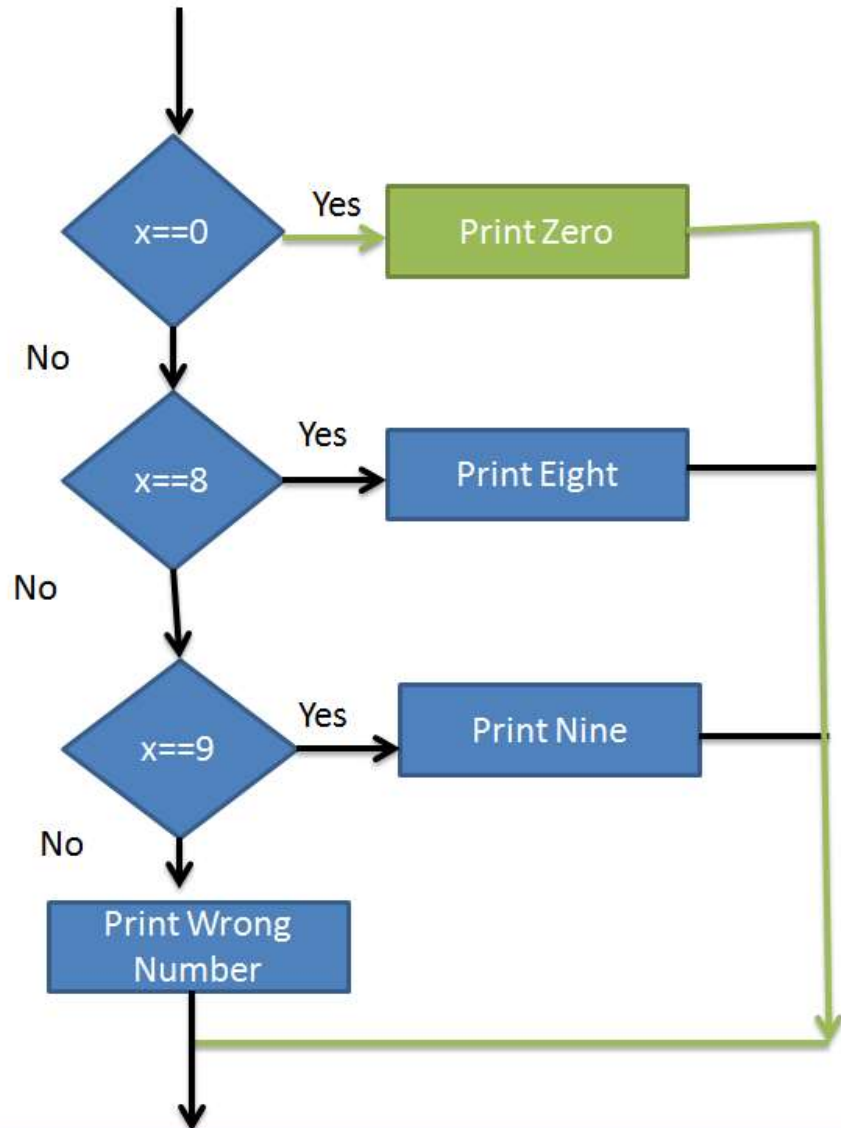 x==0
Yes
Print Zero
No
x==8
Yes
Print Eight
No
x==9
Yes
Print Nine
No
Print Wrong
Number